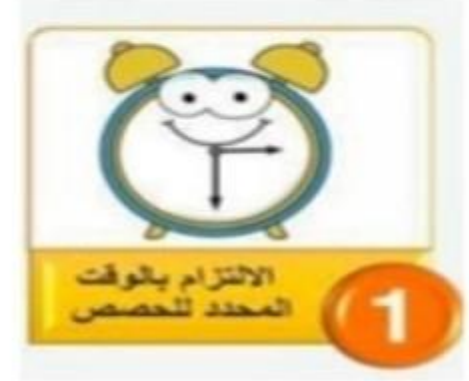 الالتزام بالوقت
المحدد للحصص
1